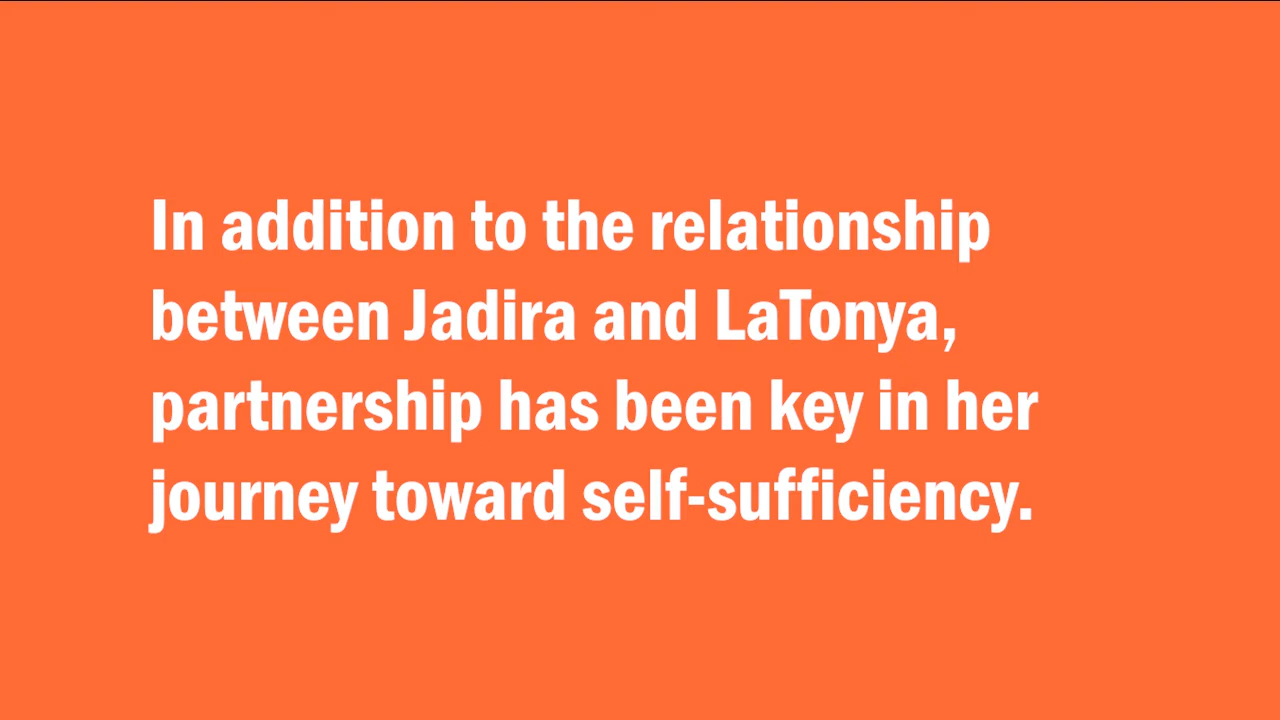 In addition to the relationship
between Jadira and LaTonya,
partnership has been key in her
journey toward self-sufficiency.